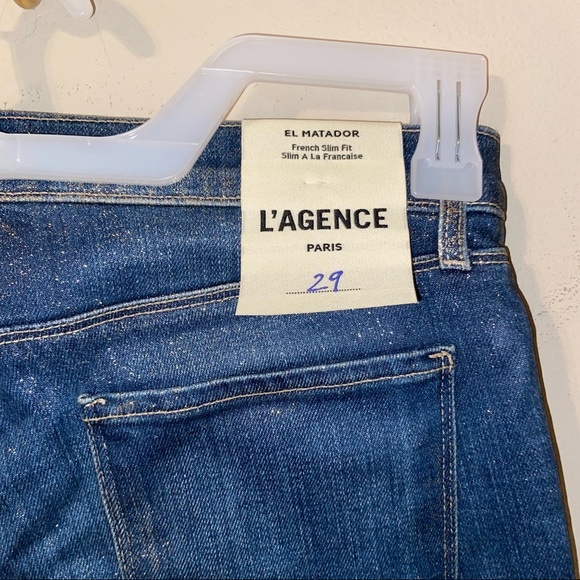 EL MATADOR
French Slim Fit
Slim A La Francaise
L'AGENCE
PARIS
29